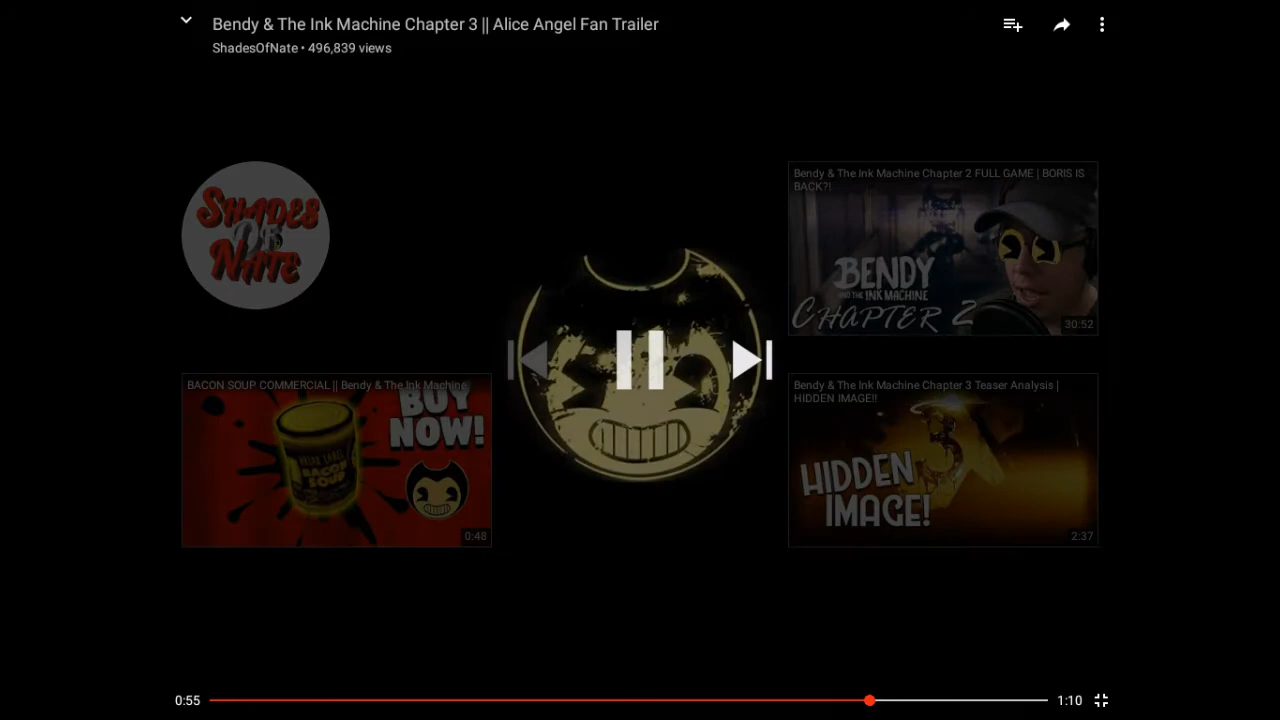 Bendy & The Ink Machine Chapter 3 || Alice Angel Fan Trailer
ShadesOfNate • 496,839 views
SHADES
OF
NATE
Bendy & The Ink Machine Chapter 2 FULL GAME | BORIS IS
BACK?!
BENDY
AND THE INK MACHINE
CHAPTER 2
30:52
BACON SOUP COMMERCIAL || Bendy & The Ink Machine
BUY
NOW!
BRIAR LABEL
BACON
SOUP
0:48
Bendy & The Ink Machine Chapter 3 Teaser Analysis |
HIDDEN IMAGE!!
3
HIDDEN
IMAGE!
2:37
0:55
1:10